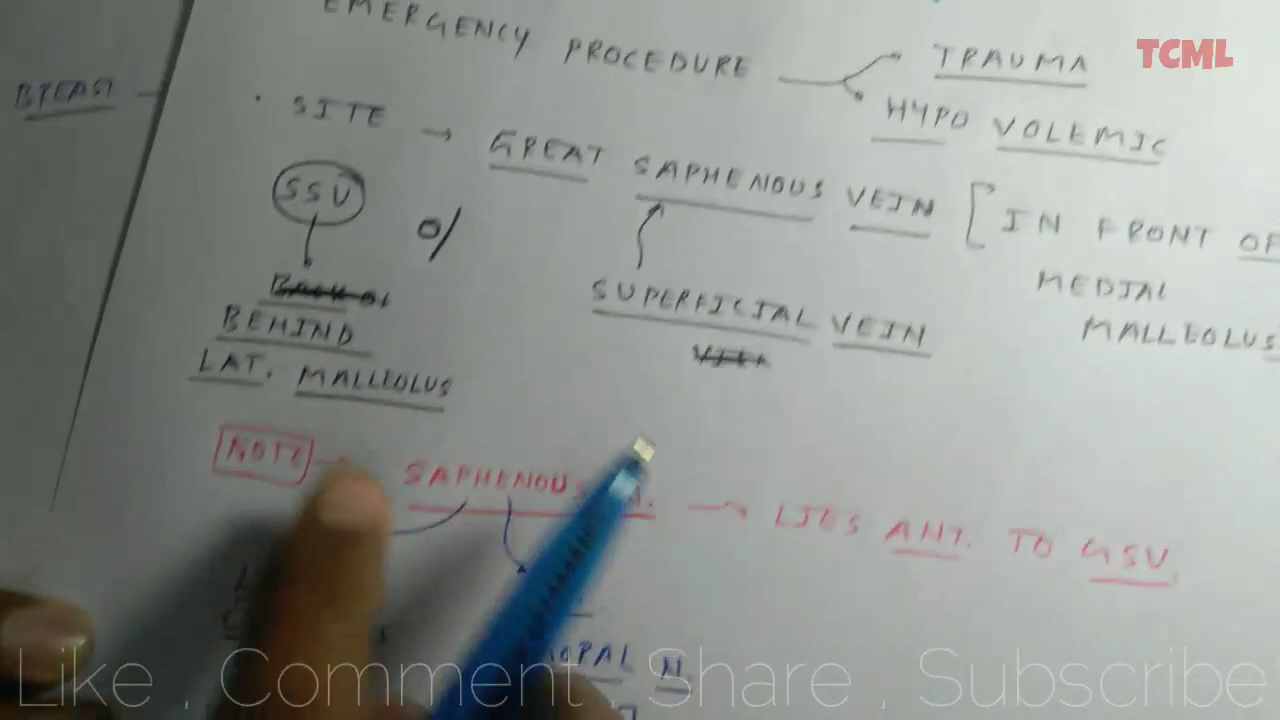 EMERGENCY PROCEDURE
TRAUMA
HYPO VOLEMIC
TCML
BREAST
. SITE → GREAT SAPHENOUS VEIN [ IN FRONT OF
MEDIAL
MALLEOLUS
SSV
O/
SUPERFICIAL VEIN
BEHIND
LAT. MALLEOLUS
NOTE → SAPHENOUS N. → LIES ANT. TO GSV
N.
Like , Comment , Share , Subscribe